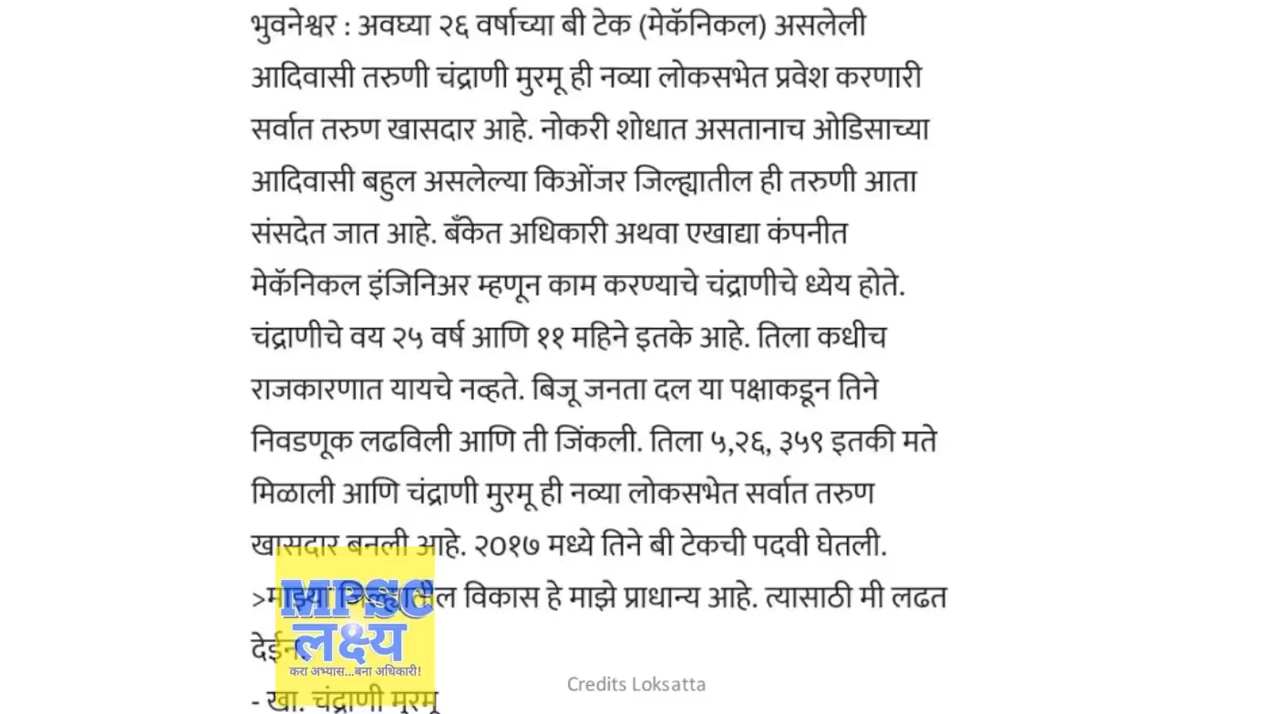 भुवनेश्वर : अवघ्या २६ वर्षाच्या बी टेक (मेकॅनिकल) असलेली
आदिवासी तरुणी चंद्राणी मुरमू ही नव्या लोकसभेत प्रवेश करणारी
सर्वात तरुण खासदार आहे. नोकरी शोधात असतानाच ओडिसाच्या
आदिवासी बहुल असलेल्या किओंजर जिल्ह्यातील ही तरुणी आता
संसदेत जात आहे. बँकेत अधिकारी अथवा एखाद्या कंपनीत
मेकॅनिकल इंजिनिअर म्हणून काम करण्याचे चंद्राणीचे ध्येय होते.
चंद्राणीचे वय २५ वर्ष आणि ११ महिने इतके आहे. तिला कधीच
राजकारणात यायचे नव्हते. बिजू जनता दल या पक्षाकडून तिने
निवडणूक लढविली आणि ती जिंकली. तिला ५,२६, ३५९ इतकी मते
मिळाली आणि चंद्राणी मुरमू ही नव्या लोकसभेत सर्वात तरुण
खासदार बनली आहे. २०१७ मध्ये तिने बी टेकची पदवी घेतली.
>माझ्या जिल्ह्यातील विकास हे माझे प्राधान्य आहे. त्यासाठी मी लढत
देईन.
- खा. चंद्राणी मुरमू
MPSC
लक्ष्य
करा अभ्यास...बना अधिकारी!
Credits Loksatta